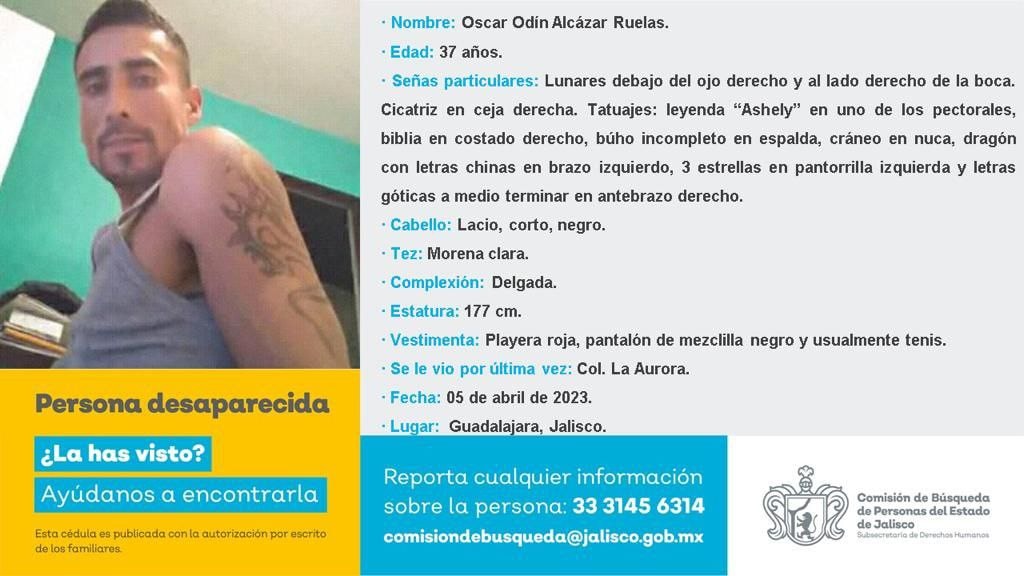 · Nombre: Oscar Odín Alcázar Ruelas.
· Edad: 37 años.
· Señas particulares: Lunares debajo del ojo derecho y al lado derecho de la boca.
Cicatriz en ceja derecha. Tatuajes: leyenda “Ashely” en uno de los pectorales,
biblia en costado derecho, búho incompleto en espalda, cráneo en nuca, dragón
con letras chinas en brazo izquierdo, 3 estrellas en pantorrilla izquierda y letras
góticas a medio terminar en antebrazo derecho.
· Cabello: Lacio, corto, negro.
· Tez: Morena clara.
· Complexión: Delgada.
· Estatura: 177 cm.
· Vestimenta: Playera roja, pantalón de mezclilla negro y usualmente tenis.
· Se le vio por última vez: Col. La Aurora.
· Fecha: 05 de abril de 2023.
· Lugar: Guadalajara, Jalisco.
Persona desaparecida
¿La has visto?
Ayúdanos a encontrarla
Esta cédula es publicada con la autorización por escrito
de los familiares.
Reporta cualquier información
sobre la persona: 33 3145 6314
comisiondebusqueda@jalisco.gob.mx
Comisión de Búsqueda
de Personas del Estado
de Jalisco
Subsecretaría de Derechos Humanos